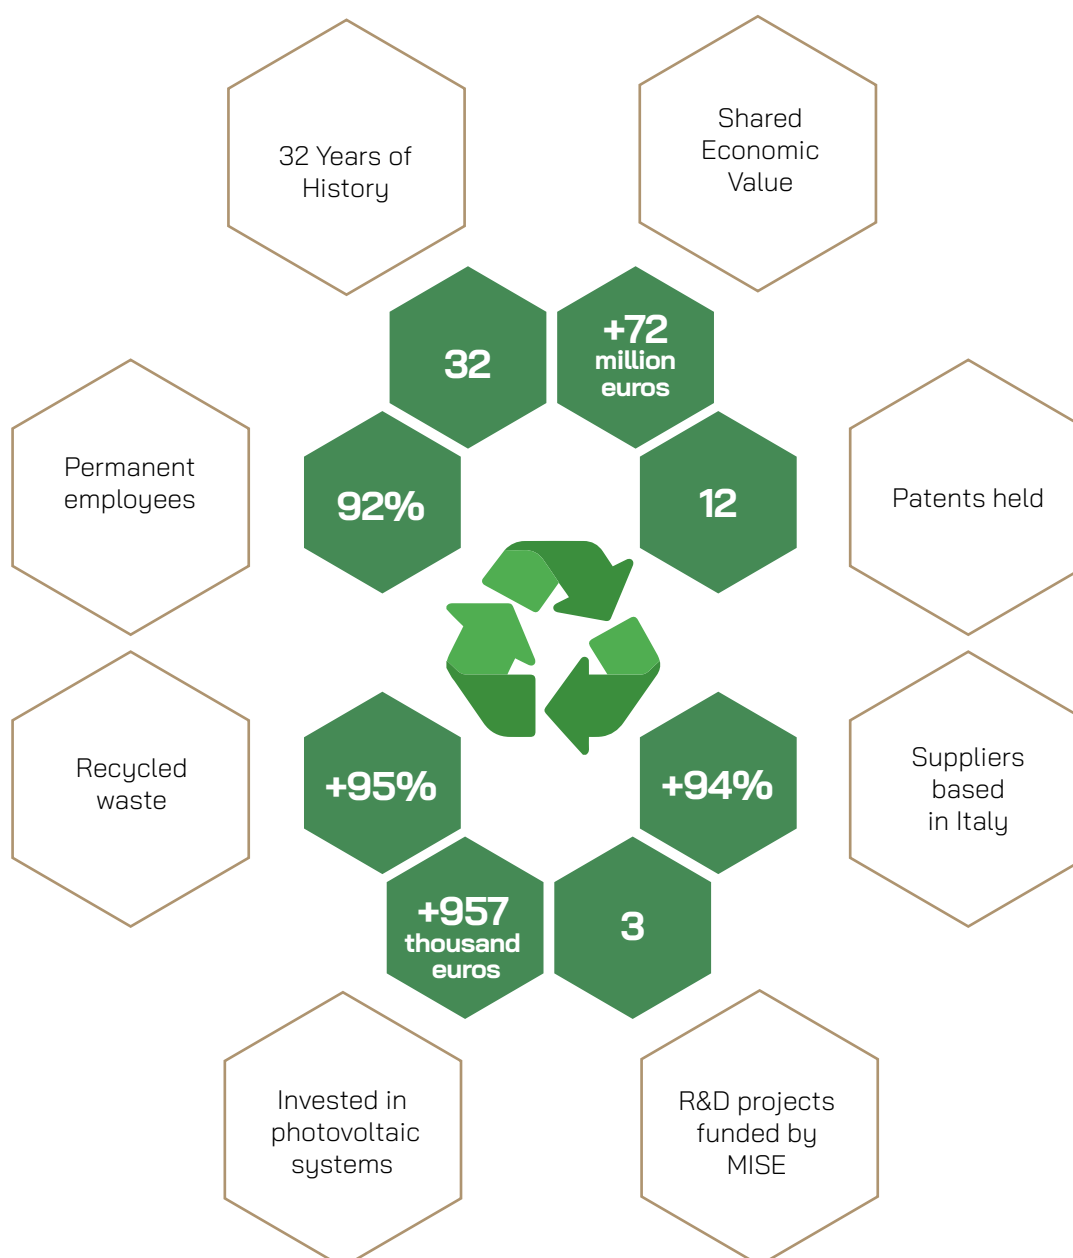 32 Years of
History
Shared
Economic
Value
32
+72
million
euros
Permanent
employees
92%
12
Patents held
Recycled
waste
+95%
+94%
Suppliers
based
in Italy
+957
thousand
euros
3
Invested in
photovoltaic
systems
R&D projects
funded by
MISE